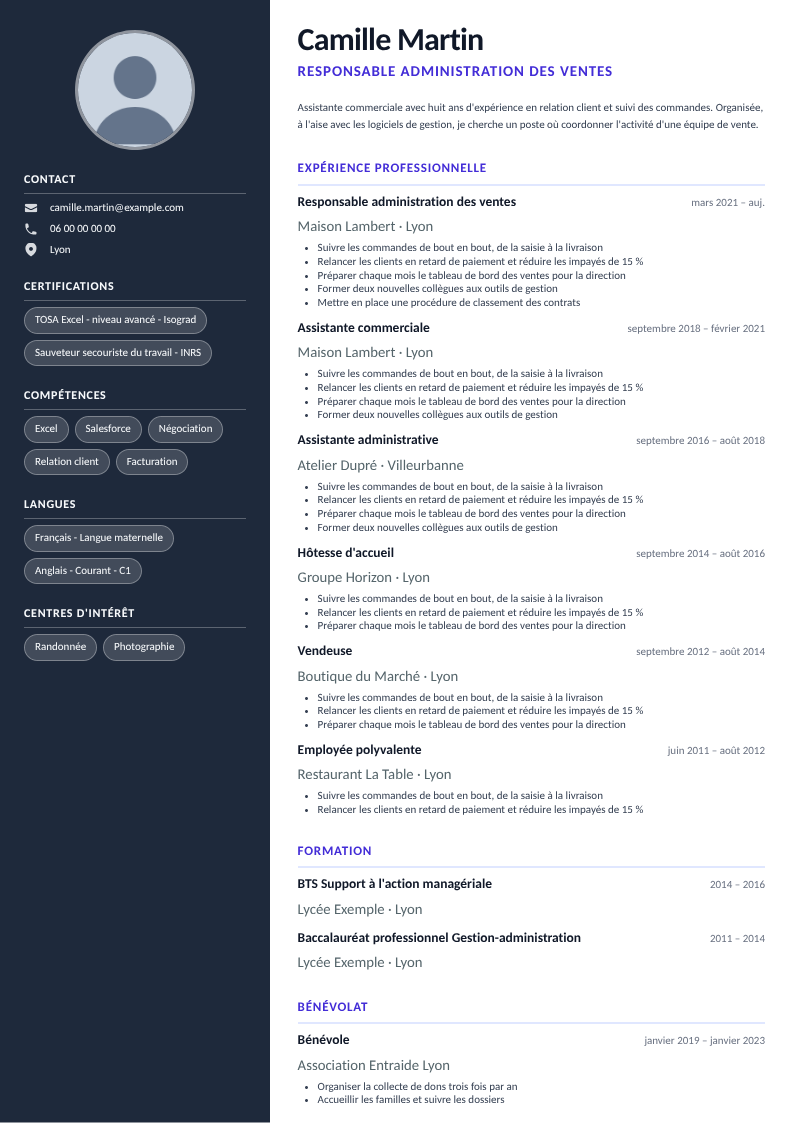 CONTACT
camille.martin@example.com
06 00 00 00 00
Lyon
CERTIFICATIONS
TOSA Excel - niveau avancé - Isograd
Sauveteur secouriste du travail - INRS
COMPÉTENCES
Excel
Salesforce
Négociation
Relation client
Facturation
LANGUES
Français - Langue maternelle
Anglais - Courant - C1
CENTRES D'INTÉRÊT
Randonnée
Photographie
Camille Martin
RESPONSABLE ADMINISTRATION DES VENTES
Assistante commerciale avec huit ans d'expérience en relation client et suivi des commandes. Organisée,
à l'aise avec les logiciels de gestion, je cherche un poste où coordonner l'activité d'une équipe de vente.
EXPÉRIENCE PROFESSIONNELLE
Responsable administration des ventes mars 2021 – auj.
Maison Lambert · Lyon
• Suivre les commandes de bout en bout, de la saisie à la livraison
• Relancer les clients en retard de paiement et réduire les impayés de 15 %
• Préparer chaque mois le tableau de bord des ventes pour la direction
• Former deux nouvelles collègues aux outils de gestion
• Mettre en place une procédure de classement des contrats
Assistante commerciale septembre 2018 – février 2021
Maison Lambert · Lyon
• Suivre les commandes de bout en bout, de la saisie à la livraison
• Relancer les clients en retard de paiement et réduire les impayés de 15 %
• Préparer chaque mois le tableau de bord des ventes pour la direction
• Former deux nouvelles collègues aux outils de gestion
Assistante administrative septembre 2016 – août 2018
Atelier Dupré · Villeurbanne
• Suivre les commandes de bout en bout, de la saisie à la livraison
• Relancer les clients en retard de paiement et réduire les impayés de 15 %
• Préparer chaque mois le tableau de bord des ventes pour la direction
• Former deux nouvelles collègues aux outils de gestion
Hôtesse d'accueil septembre 2014 – août 2016
Groupe Horizon · Lyon
• Suivre les commandes de bout en bout, de la saisie à la livraison
• Relancer les clients en retard de paiement et réduire les impayés de 15 %
• Préparer chaque mois le tableau de bord des ventes pour la direction
Vendeuse septembre 2012 – août 2014
Boutique du Marché · Lyon
• Suivre les commandes de bout en bout, de la saisie à la livraison
• Relancer les clients en retard de paiement et réduire les impayés de 15 %
• Préparer chaque mois le tableau de bord des ventes pour la direction
Employée polyvalente juin 2011 – août 2012
Restaurant La Table · Lyon
• Suivre les commandes de bout en bout, de la saisie à la livraison
• Relancer les clients en retard de paiement et réduire les impayés de 15 %
FORMATION
BTS Support à l'action managériale 2014 – 2016
Lycée Exemple · Lyon
Baccalauréat professionnel Gestion-administration 2011 – 2014
Lycée Exemple · Lyon
BÉNÉVOLAT
Bénévole janvier 2019 – janvier 2023
Association Entraide Lyon
• Organiser la collecte de dons trois fois par an
• Accueillir les familles et suivre les dossiers